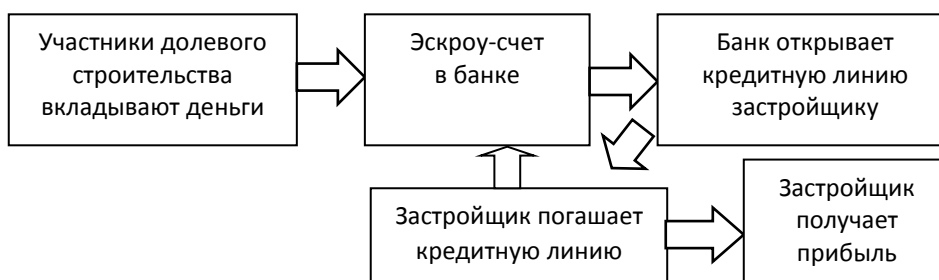 Участники долевого
строительства
вкладывают деньги
Эскроу-счет
в банке
Банк открывает
кредитную линию
застройщику
Застройщик погашает
кредитную линию
Застройщик
получает
прибыль